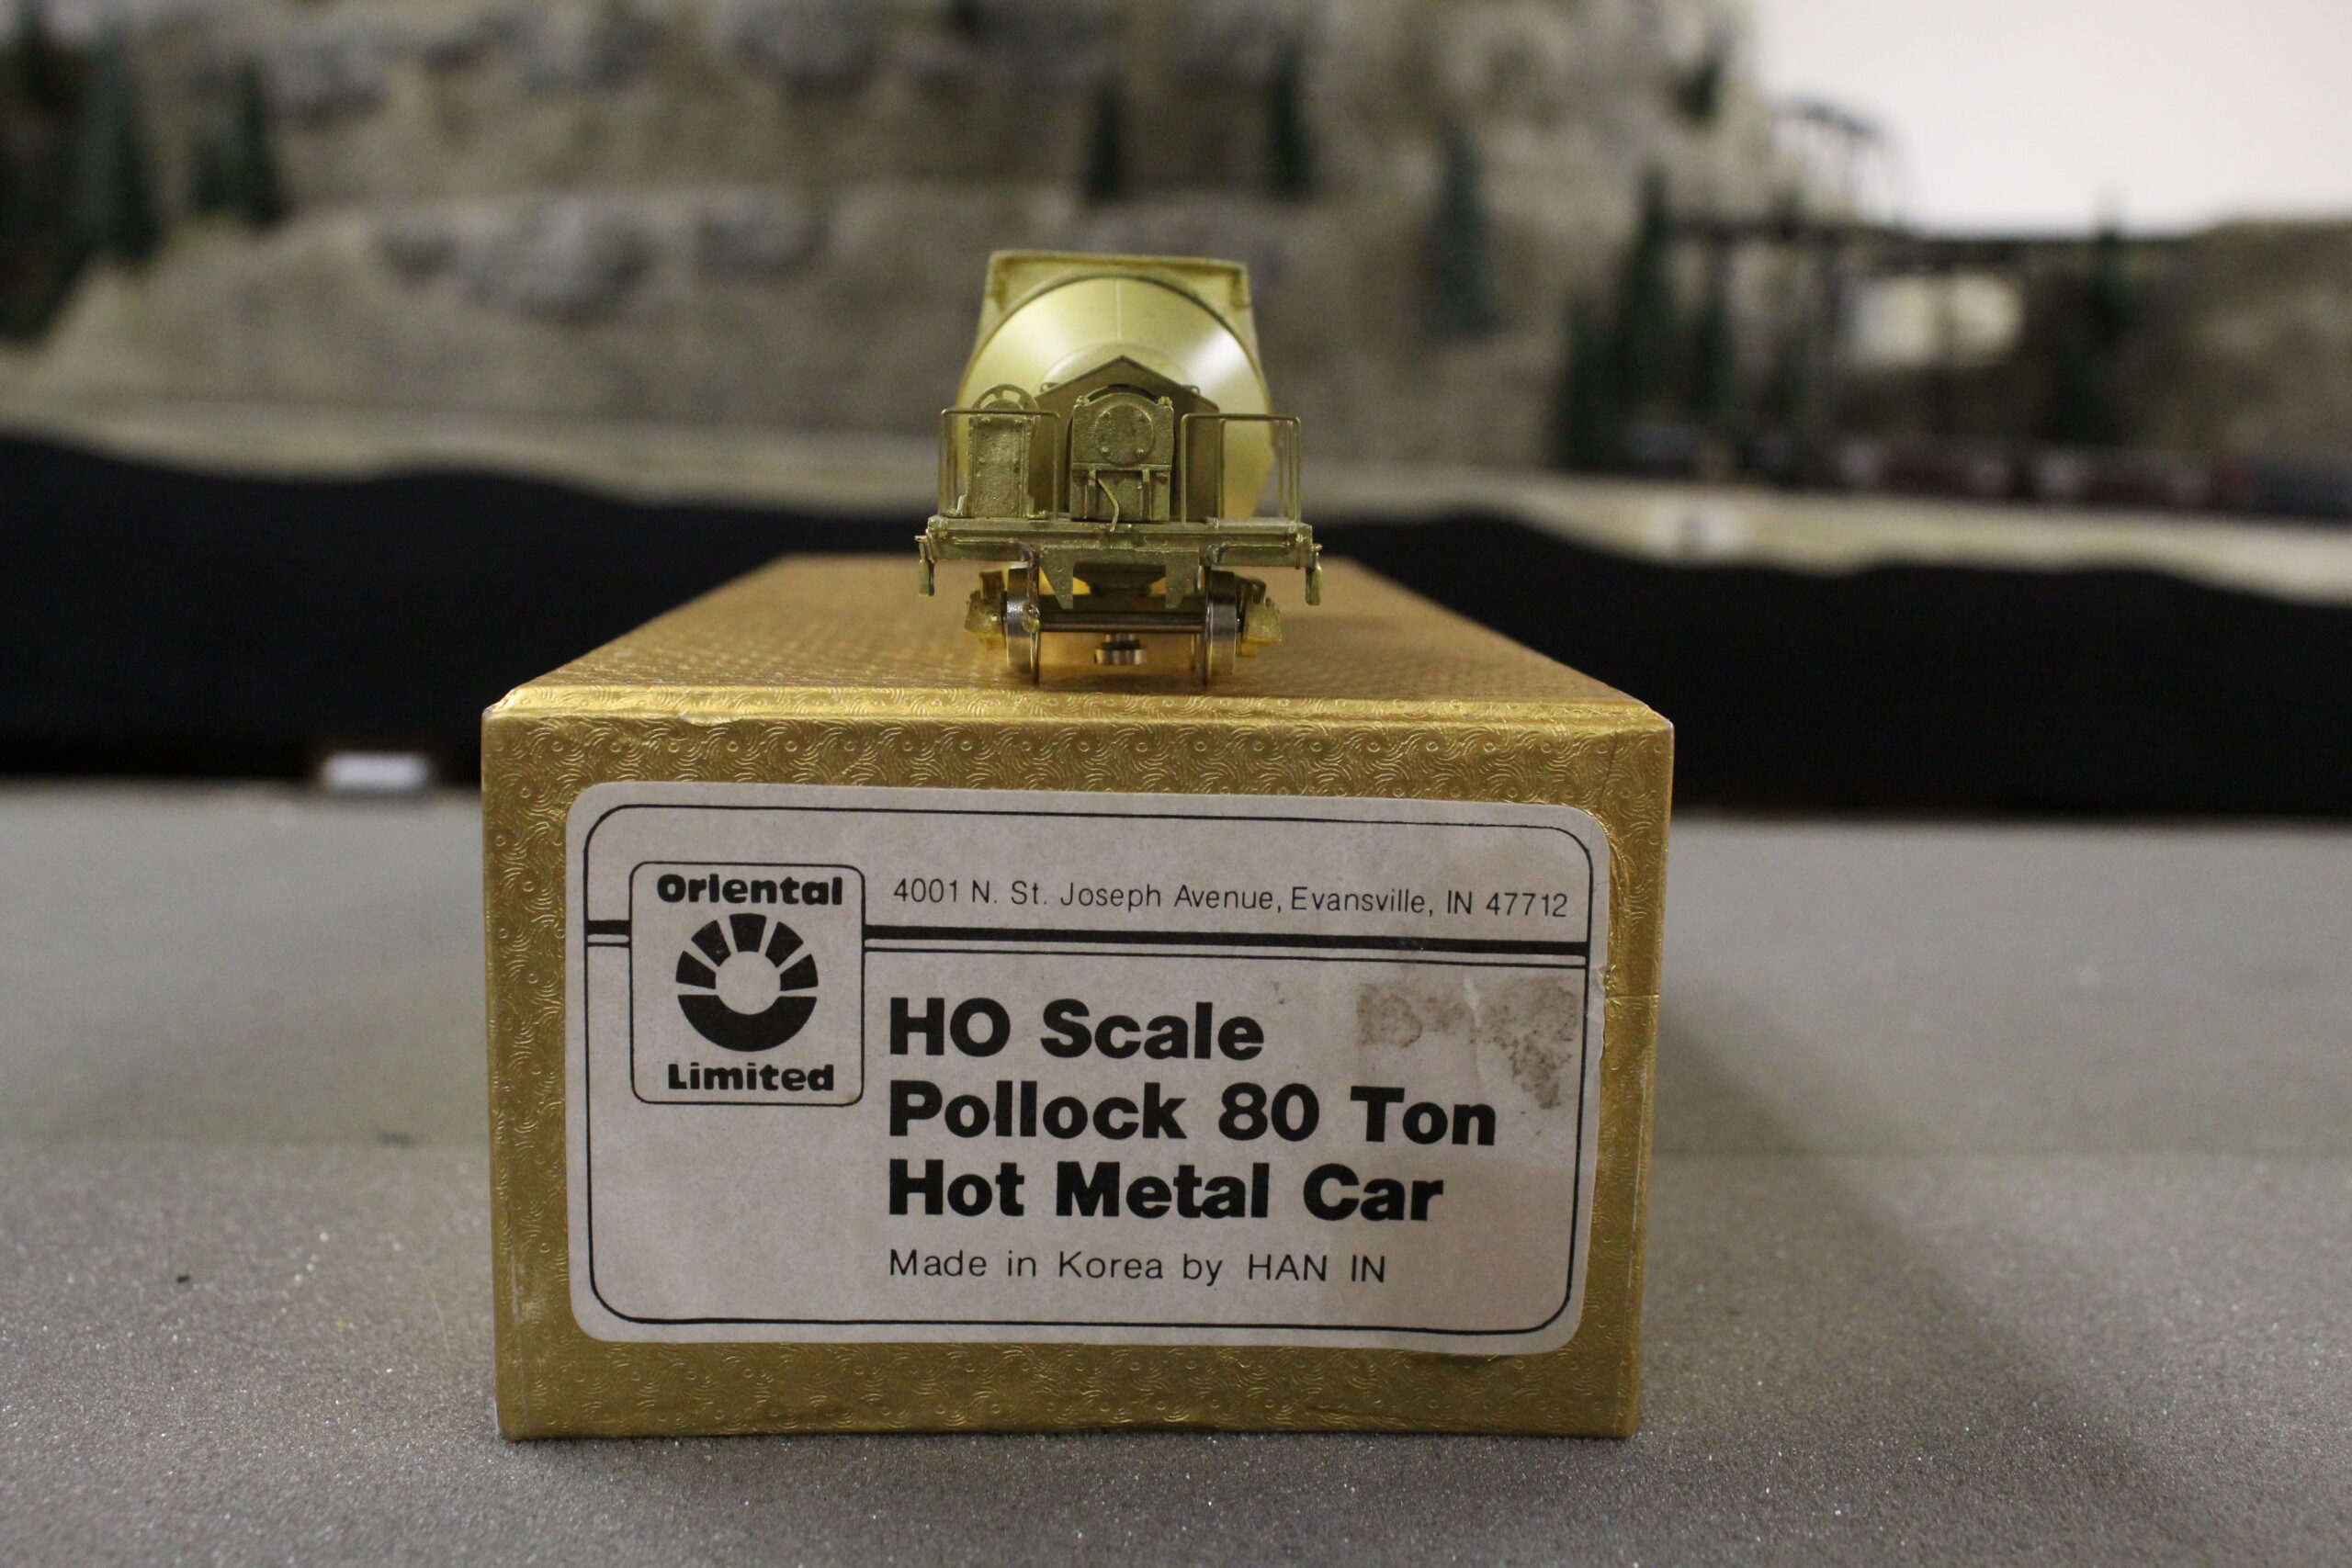 Oriental
Limited
4001 N. St. Joseph Avenue, Evansville, IN 47712
HO Scale
Pollock 80 Ton
Hot Metal Car
Made in Korea by HAN IN